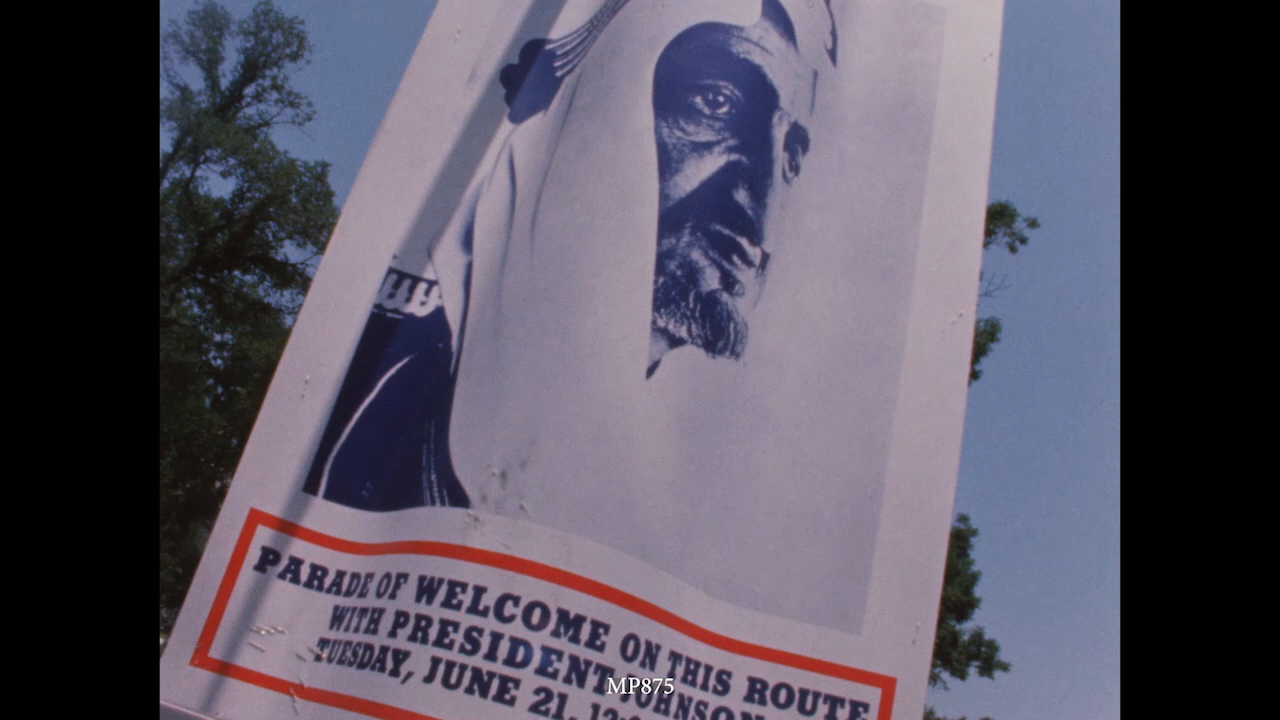 PARADE OF WELCOME ON THIS ROUTE
WITH PRESIDENT JOHNSON
TUESDAY, JUNE 21,
MP875